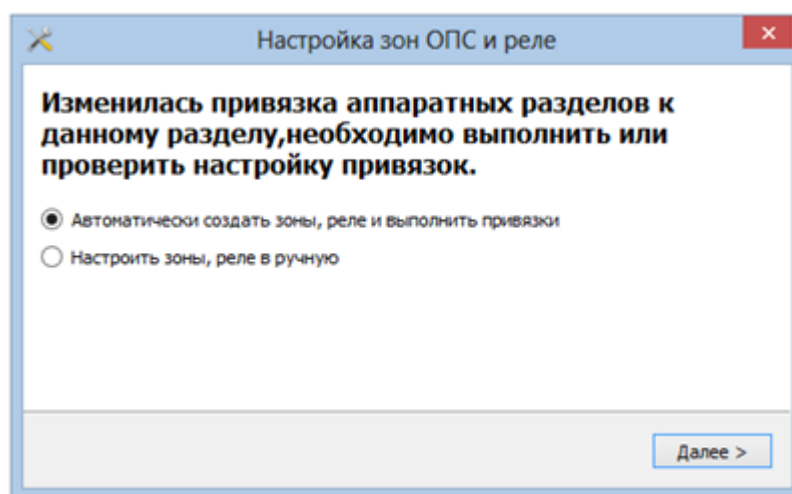 Настройка зон ОПС и реле
Изменилась привязка аппаратных разделов к
данному разделу,необходимо выполнить или
проверить настройку привязок.
Автоматически создать зоны, реле и выполнить привязки
Настроить зоны, реле в ручную
Далее >